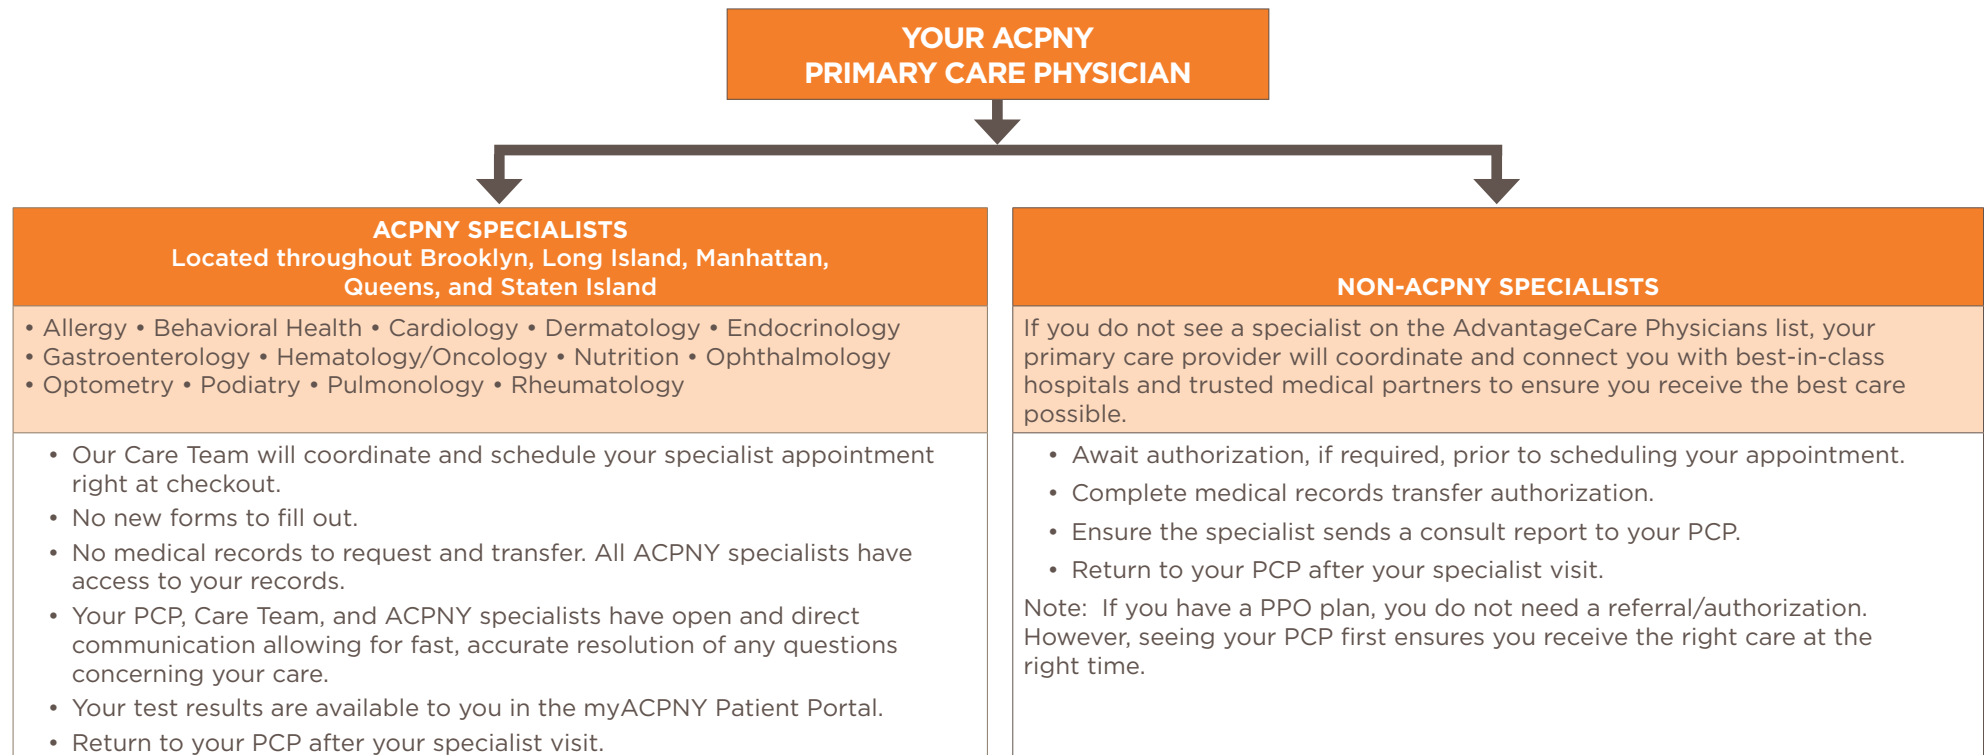 YOUR ACPNY
PRIMARY CARE PHYSICIAN
ACPNY SPECIALISTS
Located throughout Brooklyn, Long Island, Manhattan,
Queens, and Staten Island
• Allergy • Behavioral Health • Cardiology • Dermatology • Endocrinology
• Gastroenterology • Hematology/Oncology • Nutrition • Ophthalmology
• Optometry • Podiatry • Pulmonology • Rheumatology
• Our Care Team will coordinate and schedule your specialist appointment
right at checkout.
• No new forms to fill out.
• No medical records to request and transfer. All ACPNY specialists have
access to your records.
• Your PCP, Care Team, and ACPNY specialists have open and direct
communication allowing for fast, accurate resolution of any questions
concerning your care.
• Your test results are available to you in the myACPNY Patient Portal.
• Return to your PCP after your specialist visit.
NON-ACPNY SPECIALISTS
If you do not see a specialist on the AdvantageCare Physicians list, your
primary care provider will coordinate and connect you with best-in-class
hospitals and trusted medical partners to ensure you receive the best care
possible.
• Await authorization, if required, prior to scheduling your appointment.
• Complete medical records transfer authorization.
• Ensure the specialist sends a consult report to your PCP.
• Return to your PCP after your specialist visit.
Note: If you have a PPO plan, you do not need a referral/authorization.
However, seeing your PCP first ensures you receive the right care at the
right time.